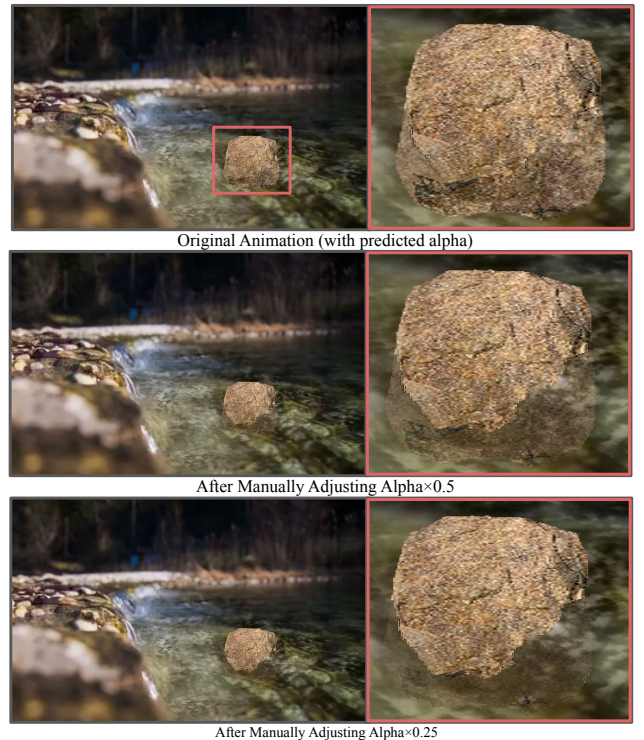 Original Animation (with predicted alpha)
After Manually Adjusting Alpha×0.5
After Manually Adjusting Alpha×0.25